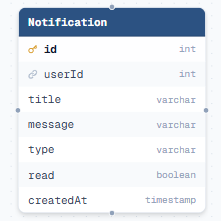 Notification
id int
userId int
title varchar
message varchar
type varchar
read boolean
createdAt timestamp